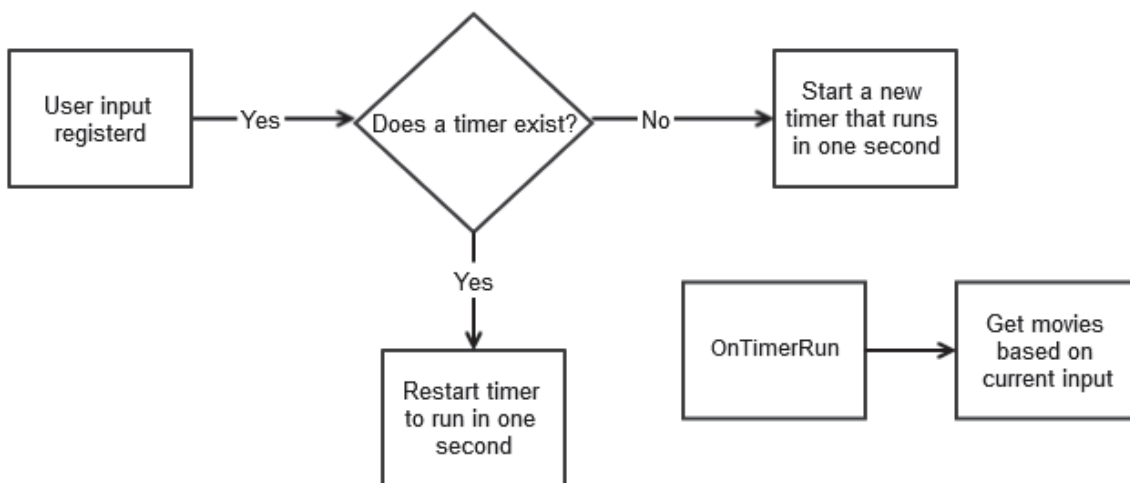 User input
registerd
Yes
Does a timer exist?
No
Start a new
timer that runs
in one second
Yes
Restart timer
to run in one
second
OnTimerRun
Get movies
based on
current input